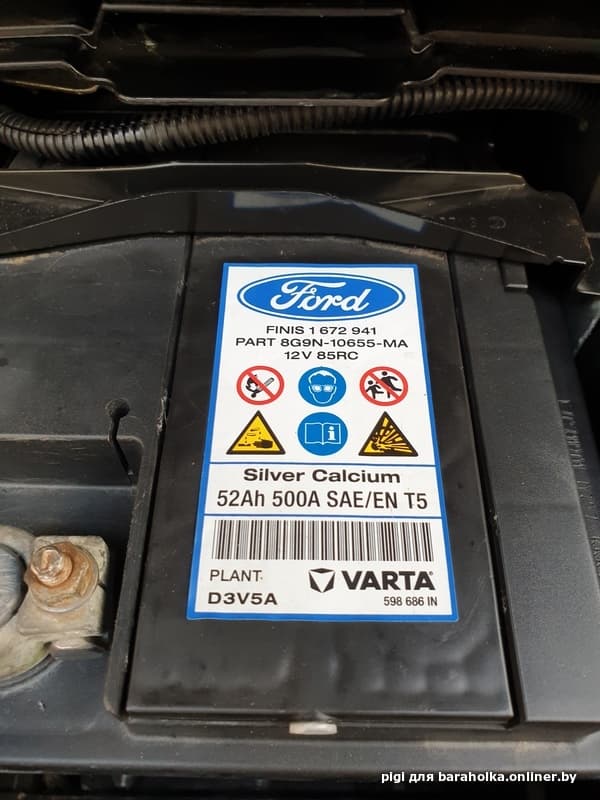 Ford
FINIS 1 672 941
PART 8G9N-10655-MA
12V 85RC
Silver Calcium
52Ah 500A SAE/EN T5
PLANT:
D3V5A
VARTA
598 686 IN
pigi для baraholka.onliner.by